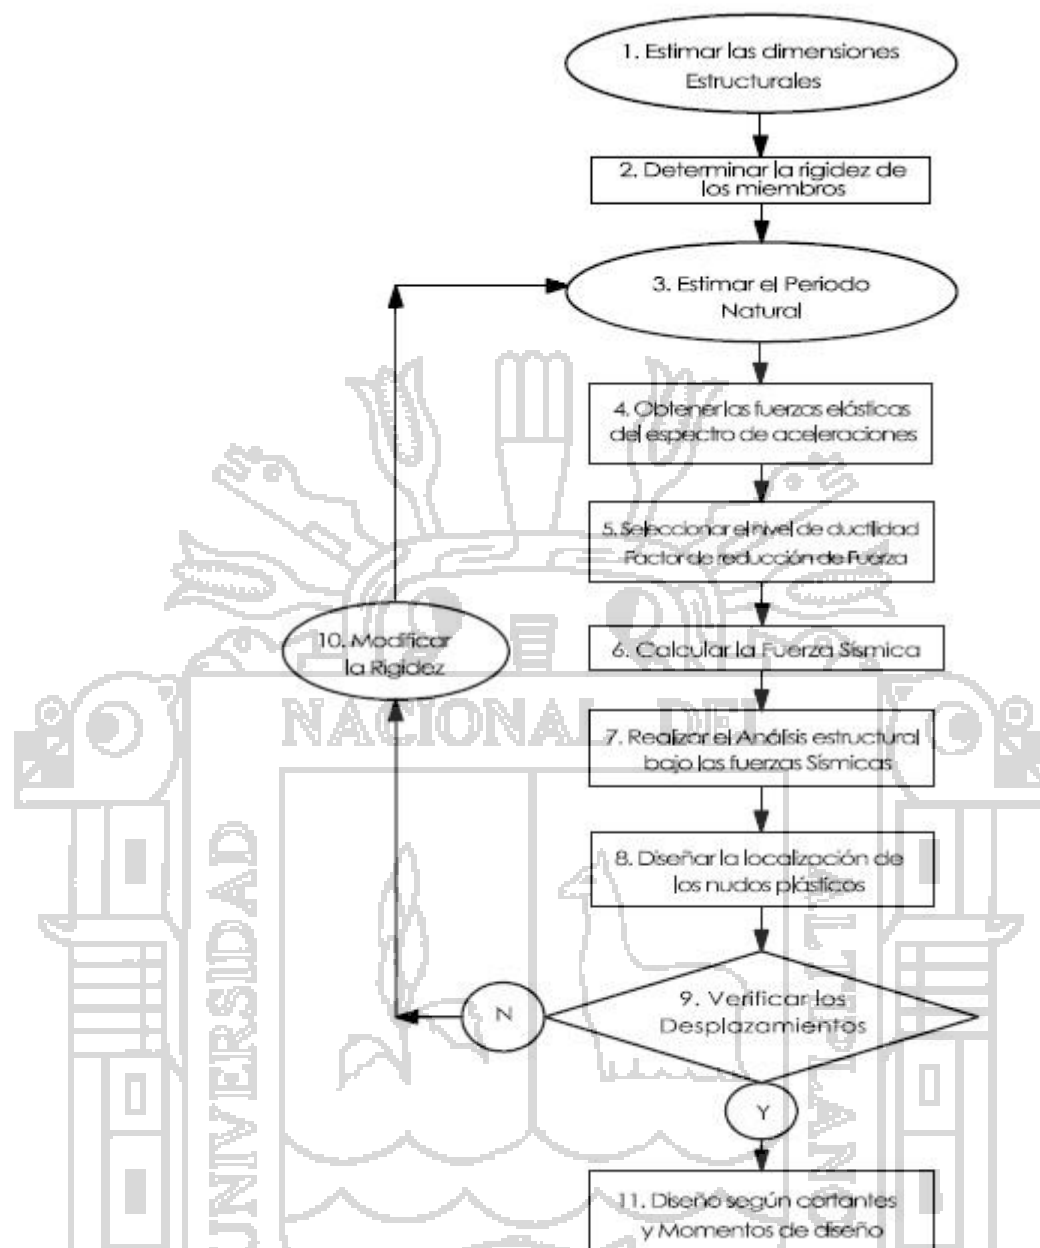 1. Estimar las dimensiones
Estructurales
2. Determinar la rigidez de
los miembros
3. Estimar el Periodo
Natural
4. Obtener las fuerzas elásticas
del espectro de aceleraciones
5. Seleccionar el nivel de ductilidad
Factor de reducción de Fuerza
10. Modificar
la Rigidez
6. Calcular la Fuerza Sísmica
NACIONAL DEL
7. Realizar el Análisis estructural
bajo las fuerzas Sísmicas
8. Diseñar la localización de
los nudos plásticos
UNIVERSIDAD
9. Verificar los
Desplazamientos
N
Y
11. Diseño según cortantes
y Momentos de diseño